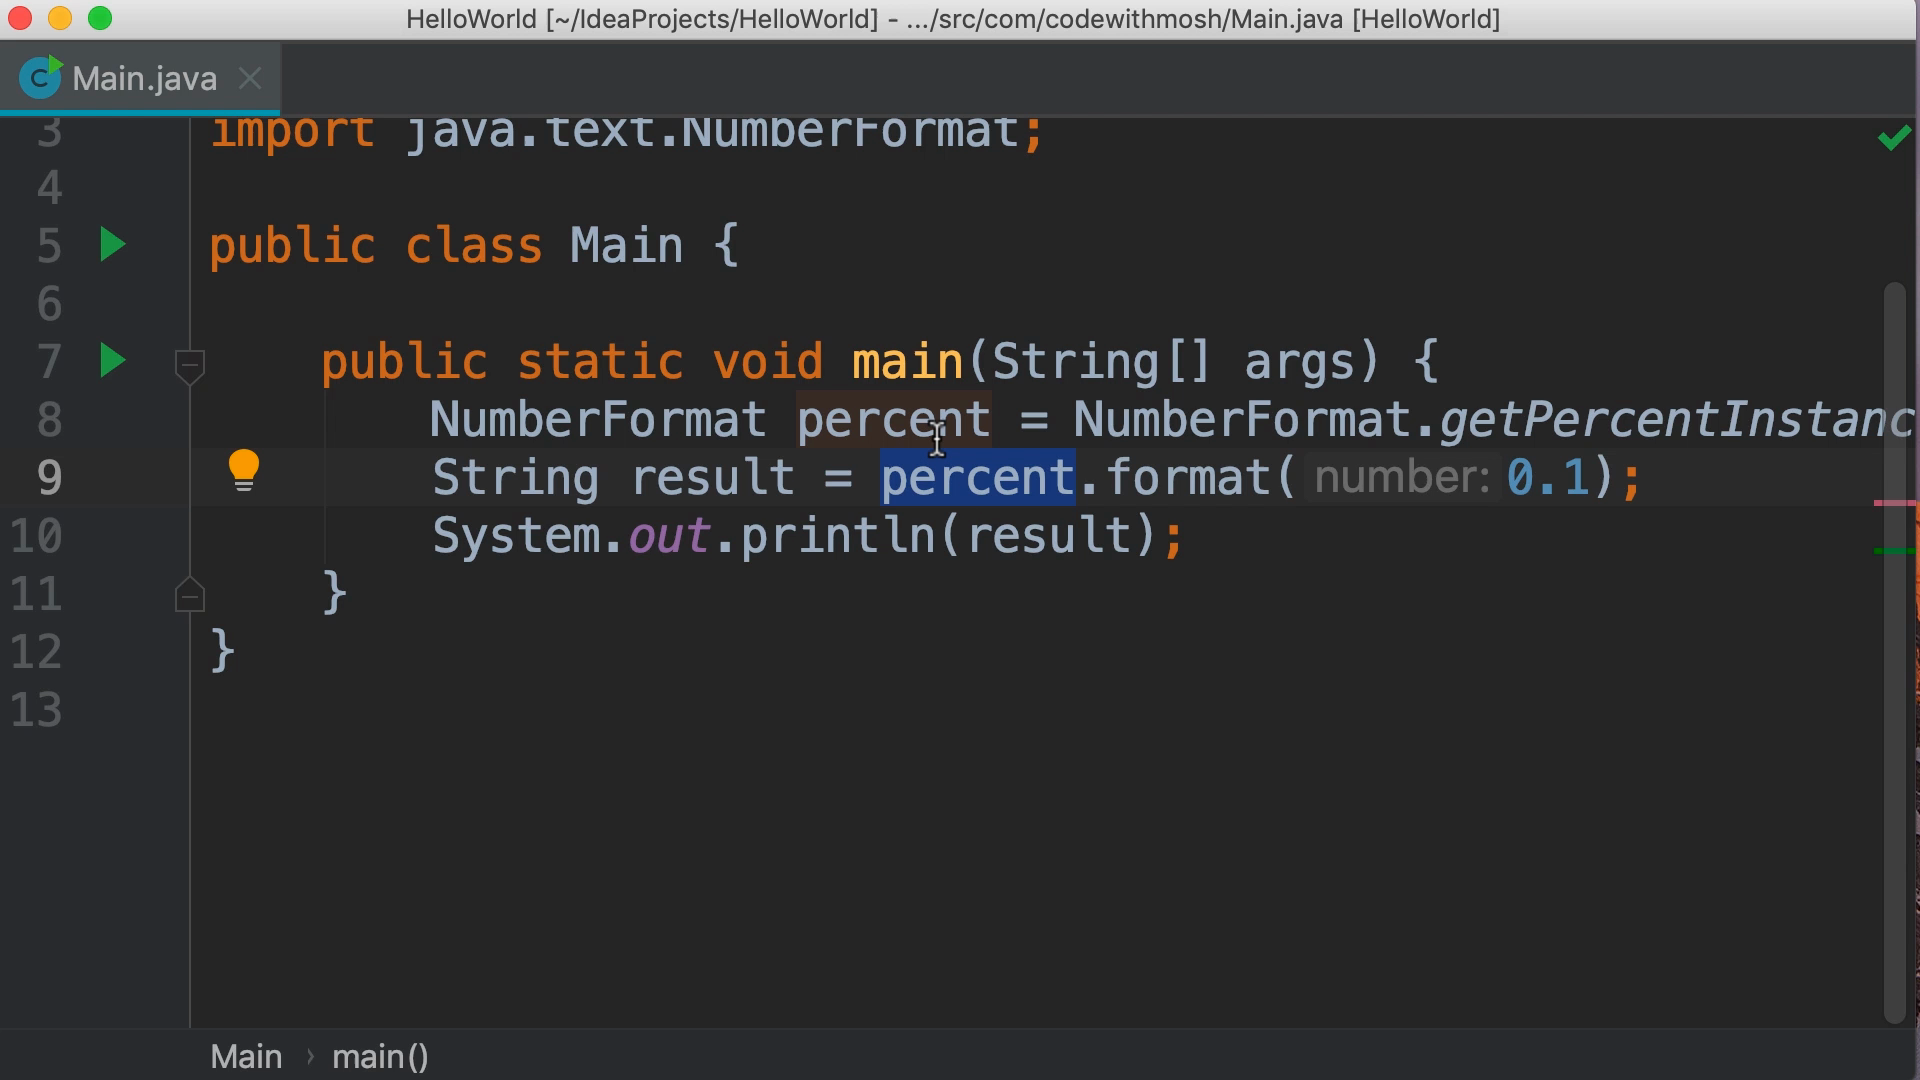 HelloWorld [~/IdeaProjects/HelloWorld] - .../src/com/codewithmosh/Main.java [HelloWorld]
C Main.java
3 import java.text.NumberFormat;
4
5 public class Main {
6
7 public static void main(String[] args) {
8 NumberFormat percent = NumberFormat.getPercentInstanc
9 String result = percent.format( number: 0.1);
10 System.out.println(result);
11 }
12 }
13
Main › main()